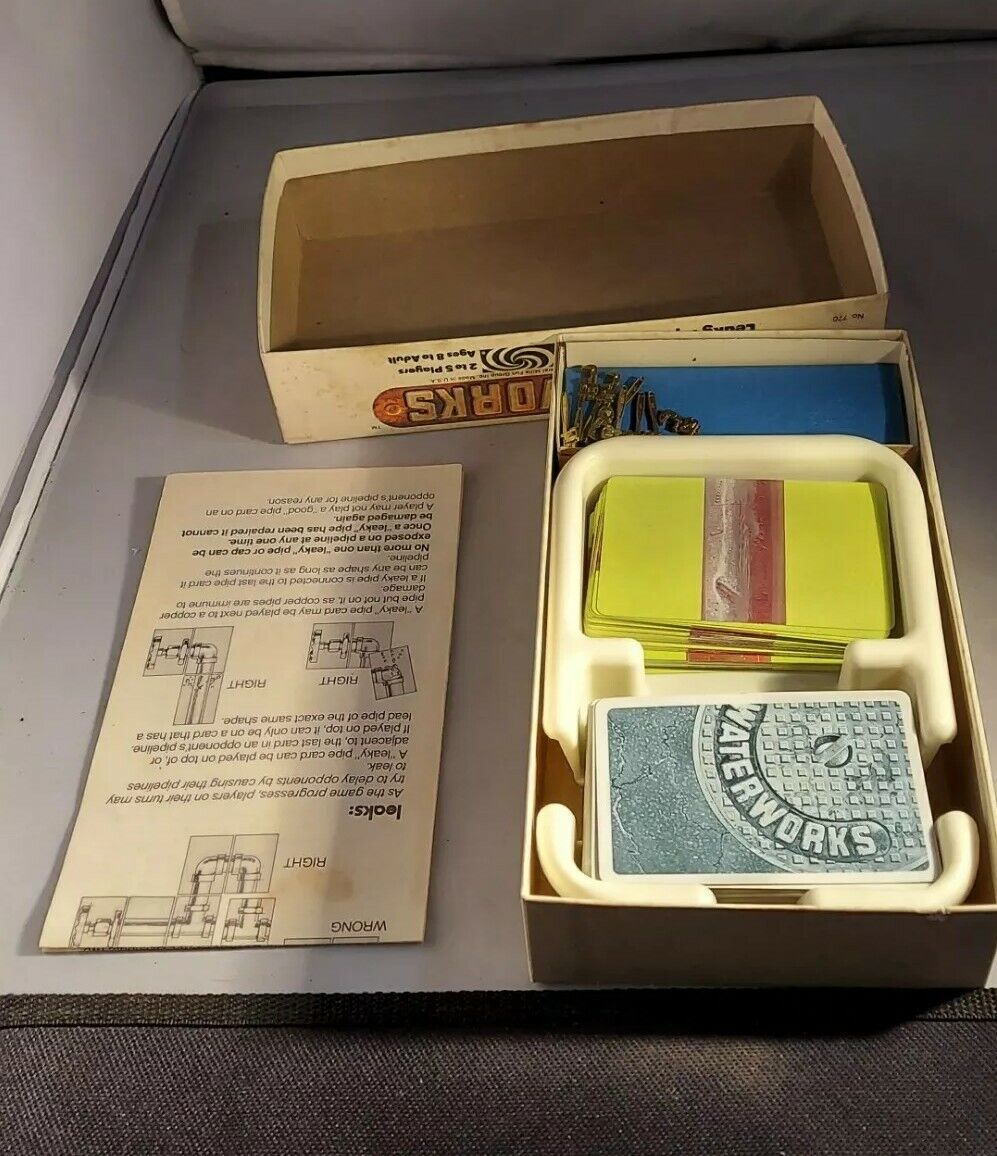 No. 720
ORKS
TM
Fun Group Inc. Made in U.S.A.
2 to 5 Players
Ages 8 to Adult
WATERWORKS
WRONG
RIGHT
leaks:
As the game progresses, players on their turns may
try to delay opponents by causing their pipelines
to leak.
A "leaky" pipe card can be played on top of, or,
adjacent to, the last card in an opponent's pipeline.
If played on top, it can only be on a card that has a
lead pipe of the exact same shape.
RIGHT
RIGHT
A "leaky" pipe card may be played next to a copper
pipe but not on it, as copper pipes are immune to
damage.
If a leaky pipe is connected to the last pipe card it
can be any shape as long as it continues the
pipeline.
No more than one "leaky" pipe or cap can be
exposed on a pipeline at any one time.
Once a "leaky" pipe has been repaired it cannot
be damaged again.
A player may not play a "good" pipe card on an
opponent's pipeline for any reason.